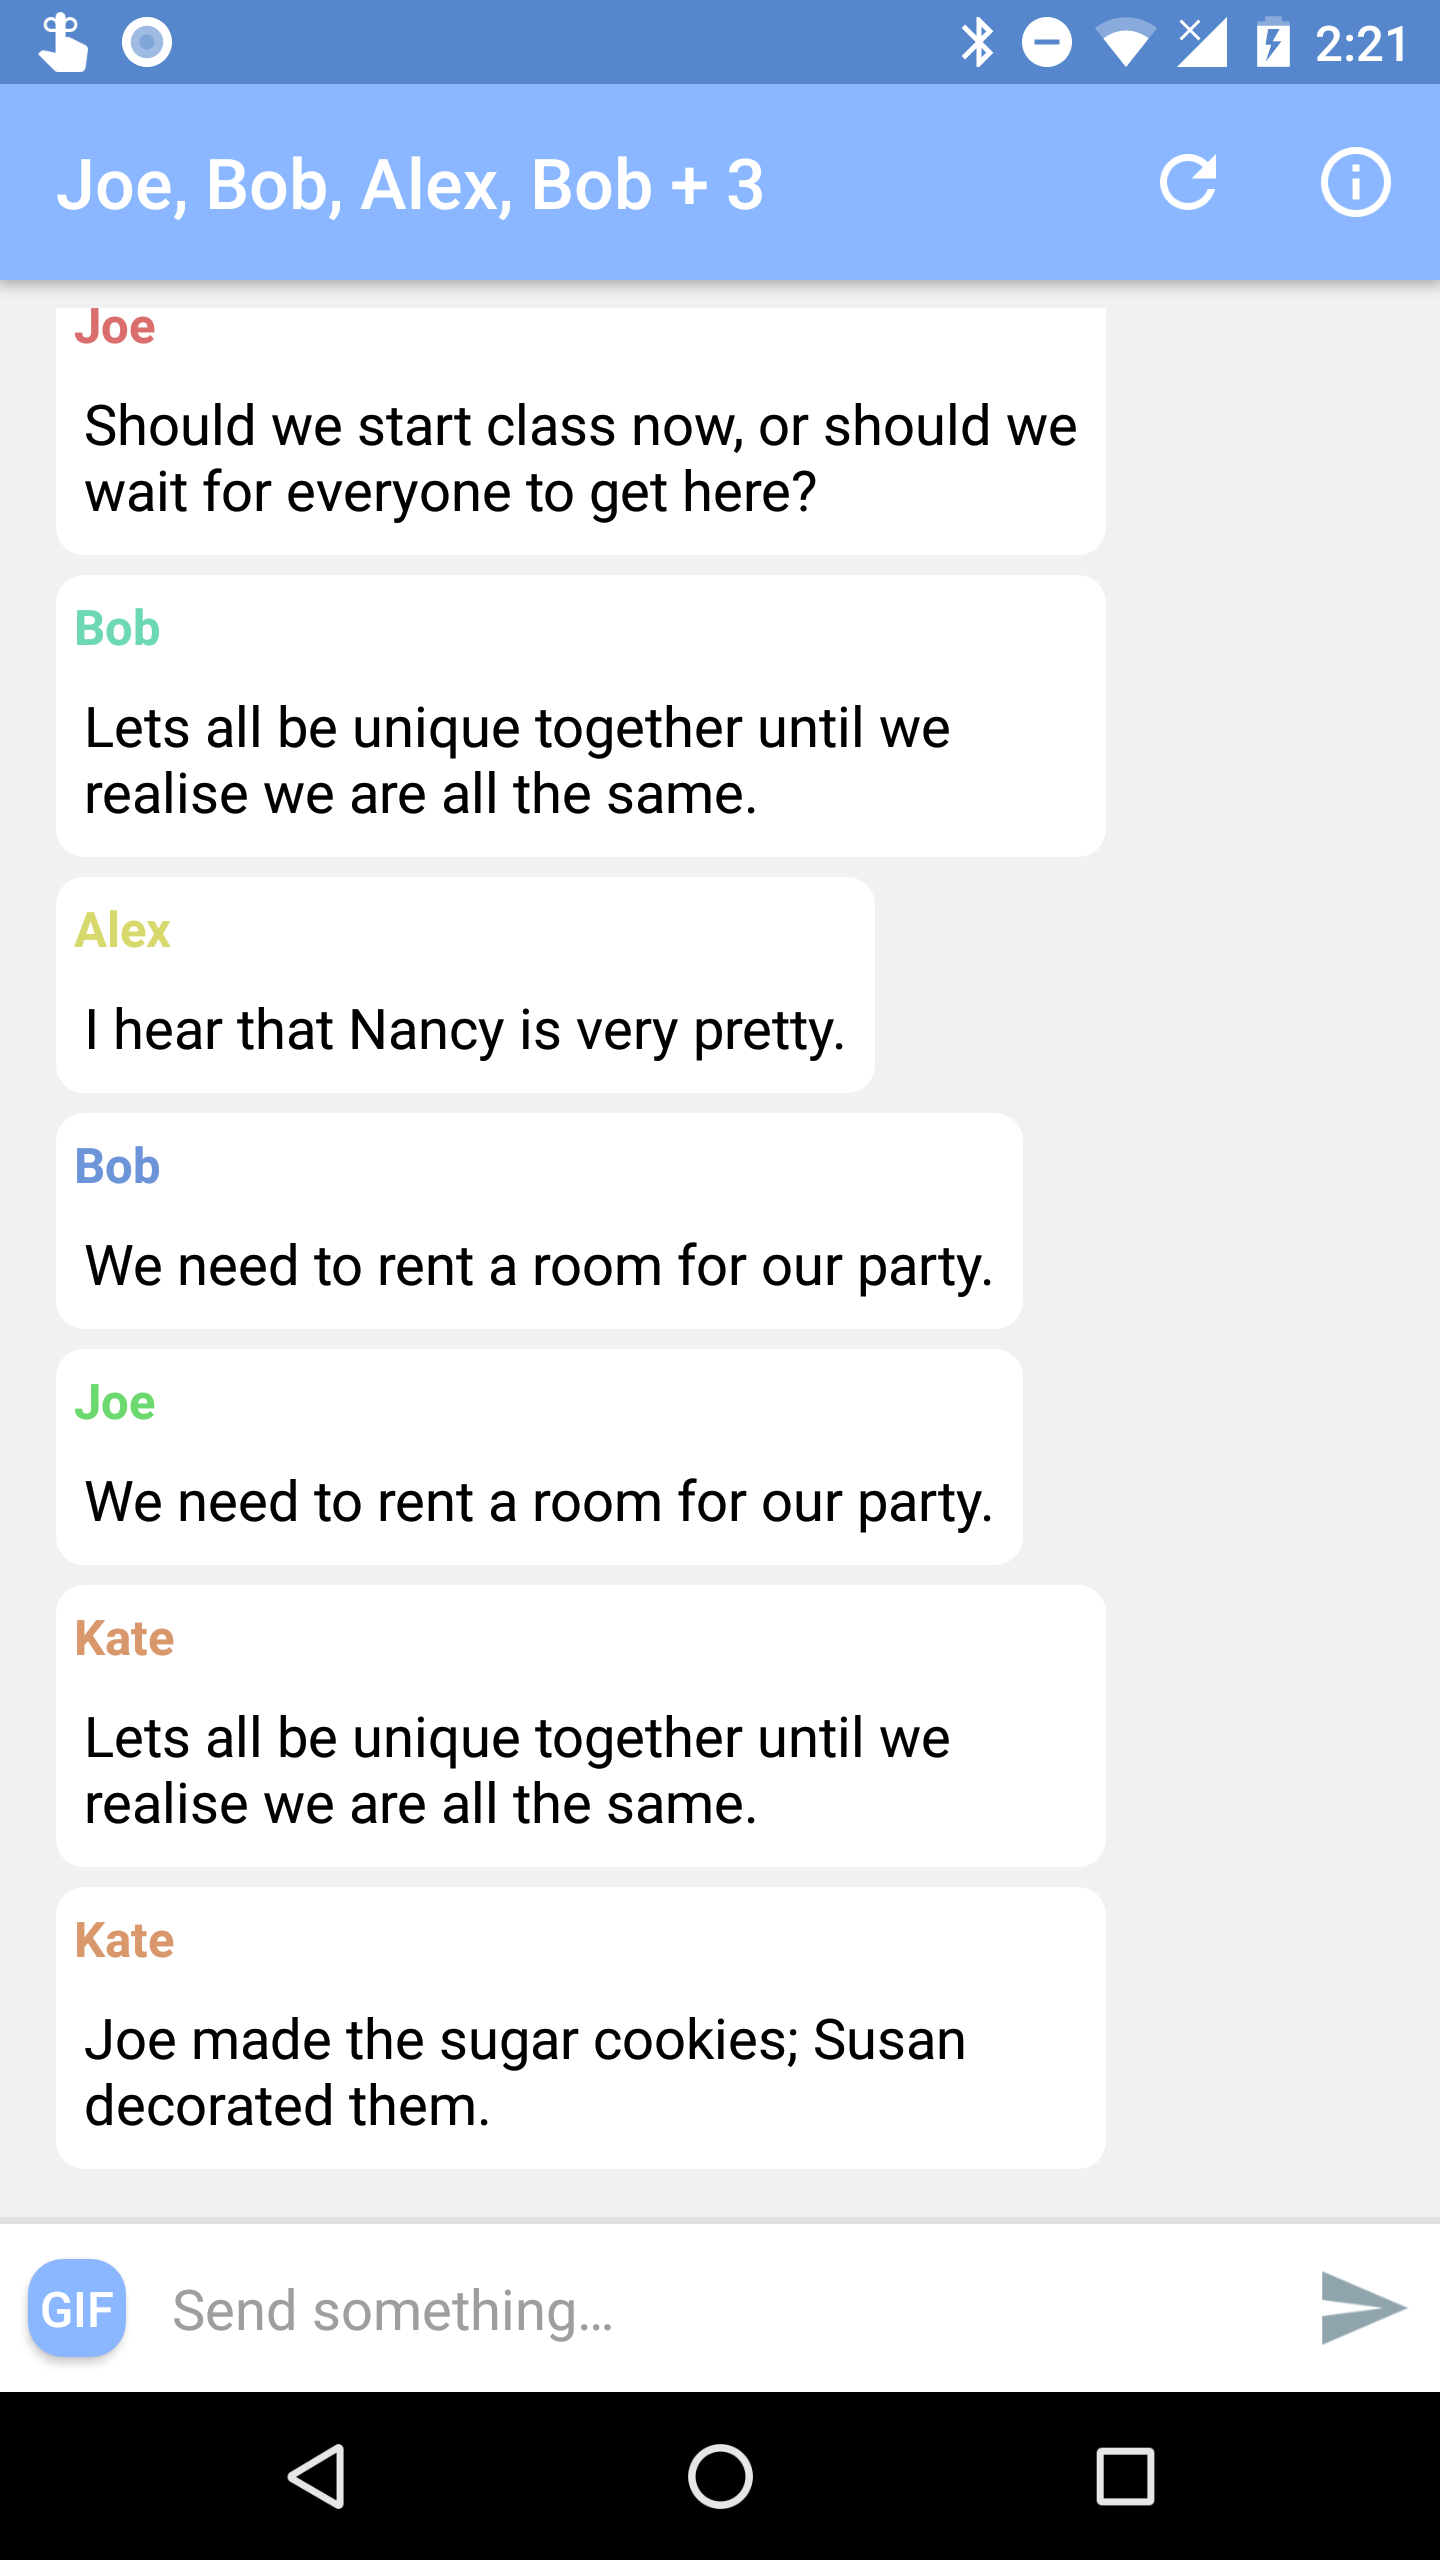 2:21
Joe, Bob, Alex, Bob + 3
Joe
Should we start class now, or should we
wait for everyone to get here?
Bob
Lets all be unique together until we
realise we are all the same.
Alex
I hear that Nancy is very pretty.
Bob
We need to rent a room for our party.
Joe
We need to rent a room for our party.
Kate
Lets all be unique together until we
realise we are all the same.
Kate
Joe made the sugar cookies; Susan
decorated them.
GIF Send something…